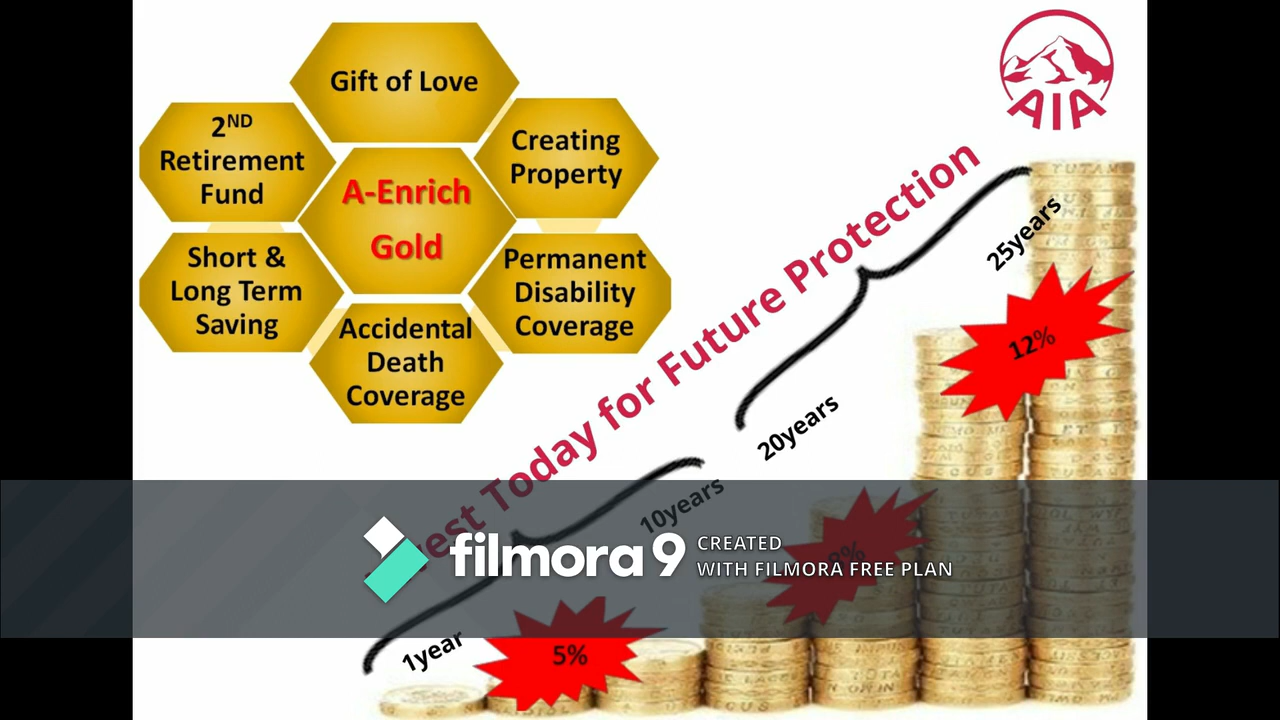 Gift of Love
2ND
Retirement
Fund
Creating
Property
A-Enrich
Gold
Short &
Long Term
Saving
Permanent
Disability
Coverage
Accidental
Death
Coverage
AIA
Today for Future Protection
25years
12%
20years
10years
filmora9
CREATED
WITH FILMORA FREE PLAN
1year
5%